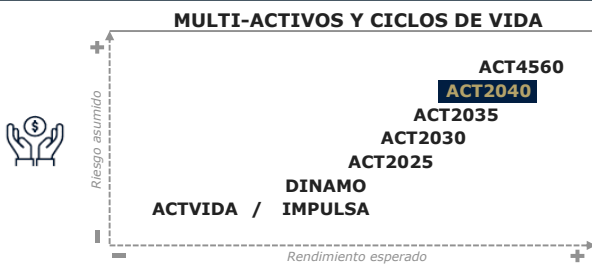 MULTI-ACTIVOS Y CICLOS DE VIDA
+
Riesgo asumido
$
ACT4560
ACT2040
ACT2035
ACT2030
ACT2025
DINAMO
ACTVIDA / IMPULSA
Rendimiento esperado
+